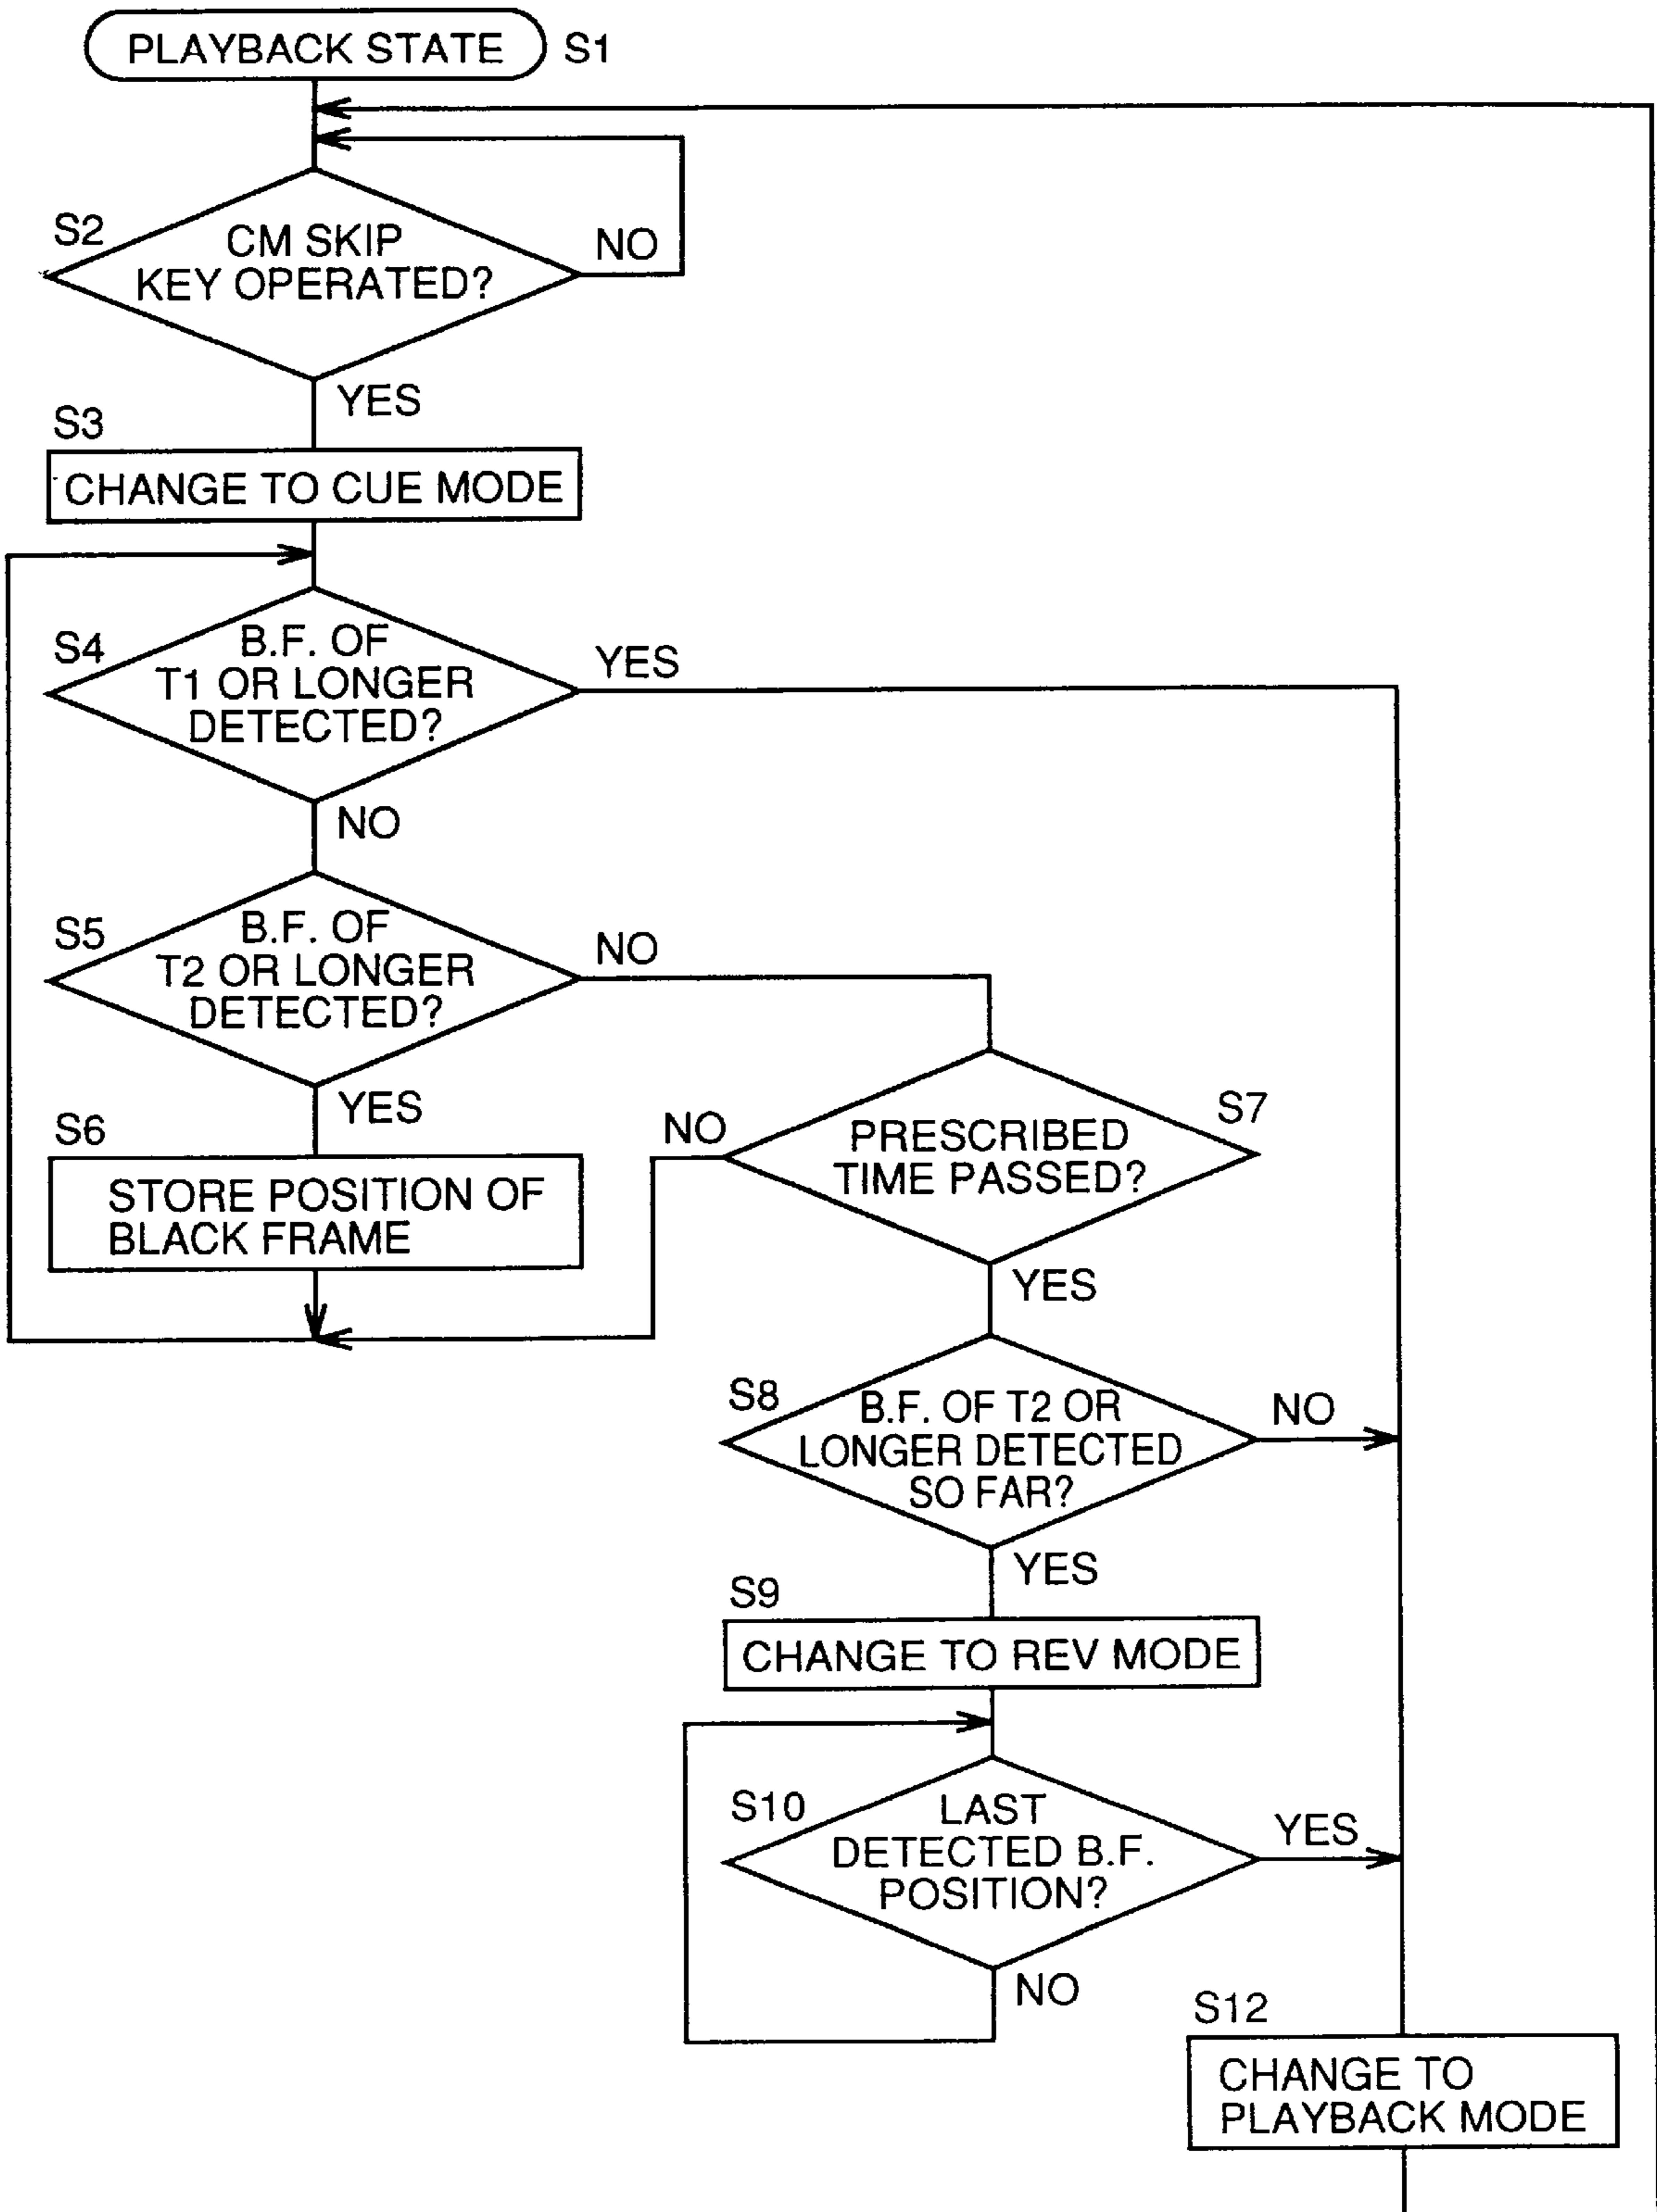 PLAYBACK STATE S1
S2
CM SKIP
KEY OPERATED?
NO
YES
S3
CHANGE TO CUE MODE
S4
B.F. OF
T1 OR LONGER
DETECTED?
YES
NO
S5
B.F. OF
T2 OR LONGER
DETECTED?
NO
YES
S6
STORE POSITION OF
BLACK FRAME
S7
PRESCRIBED
TIME PASSED?
NO
YES
S8
B.F. OF T2 OR
LONGER DETECTED
SO FAR?
NO
YES
S9
CHANGE TO REV MODE
S10
LAST
DETECTED B.F.
POSITION?
YES
NO
S12
CHANGE TO
PLAYBACK MODE